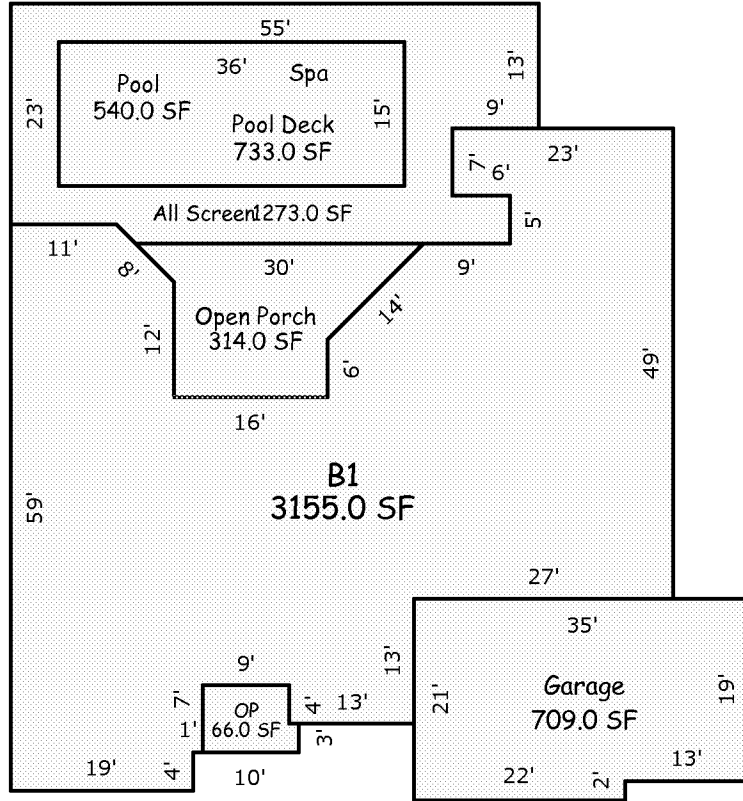 55'
36'
Spa
13'
Pool
540.0 SF
23'
15'
9'
Pool Deck
733.0 SF
23'
7'
6'
All Screen1273.0 SF
5'
11'
8'
30'
9'
Open Porch
314.0 SF
14'
12'
6'
49'
16'
B1
3155.0 SF
59'
27'
35'
13'
9'
Garage
709.0 SF
7'
OP
66.0 SF
4'
13'
21'
19'
1'
3'
19'
4'
10'
22'
2'
13'